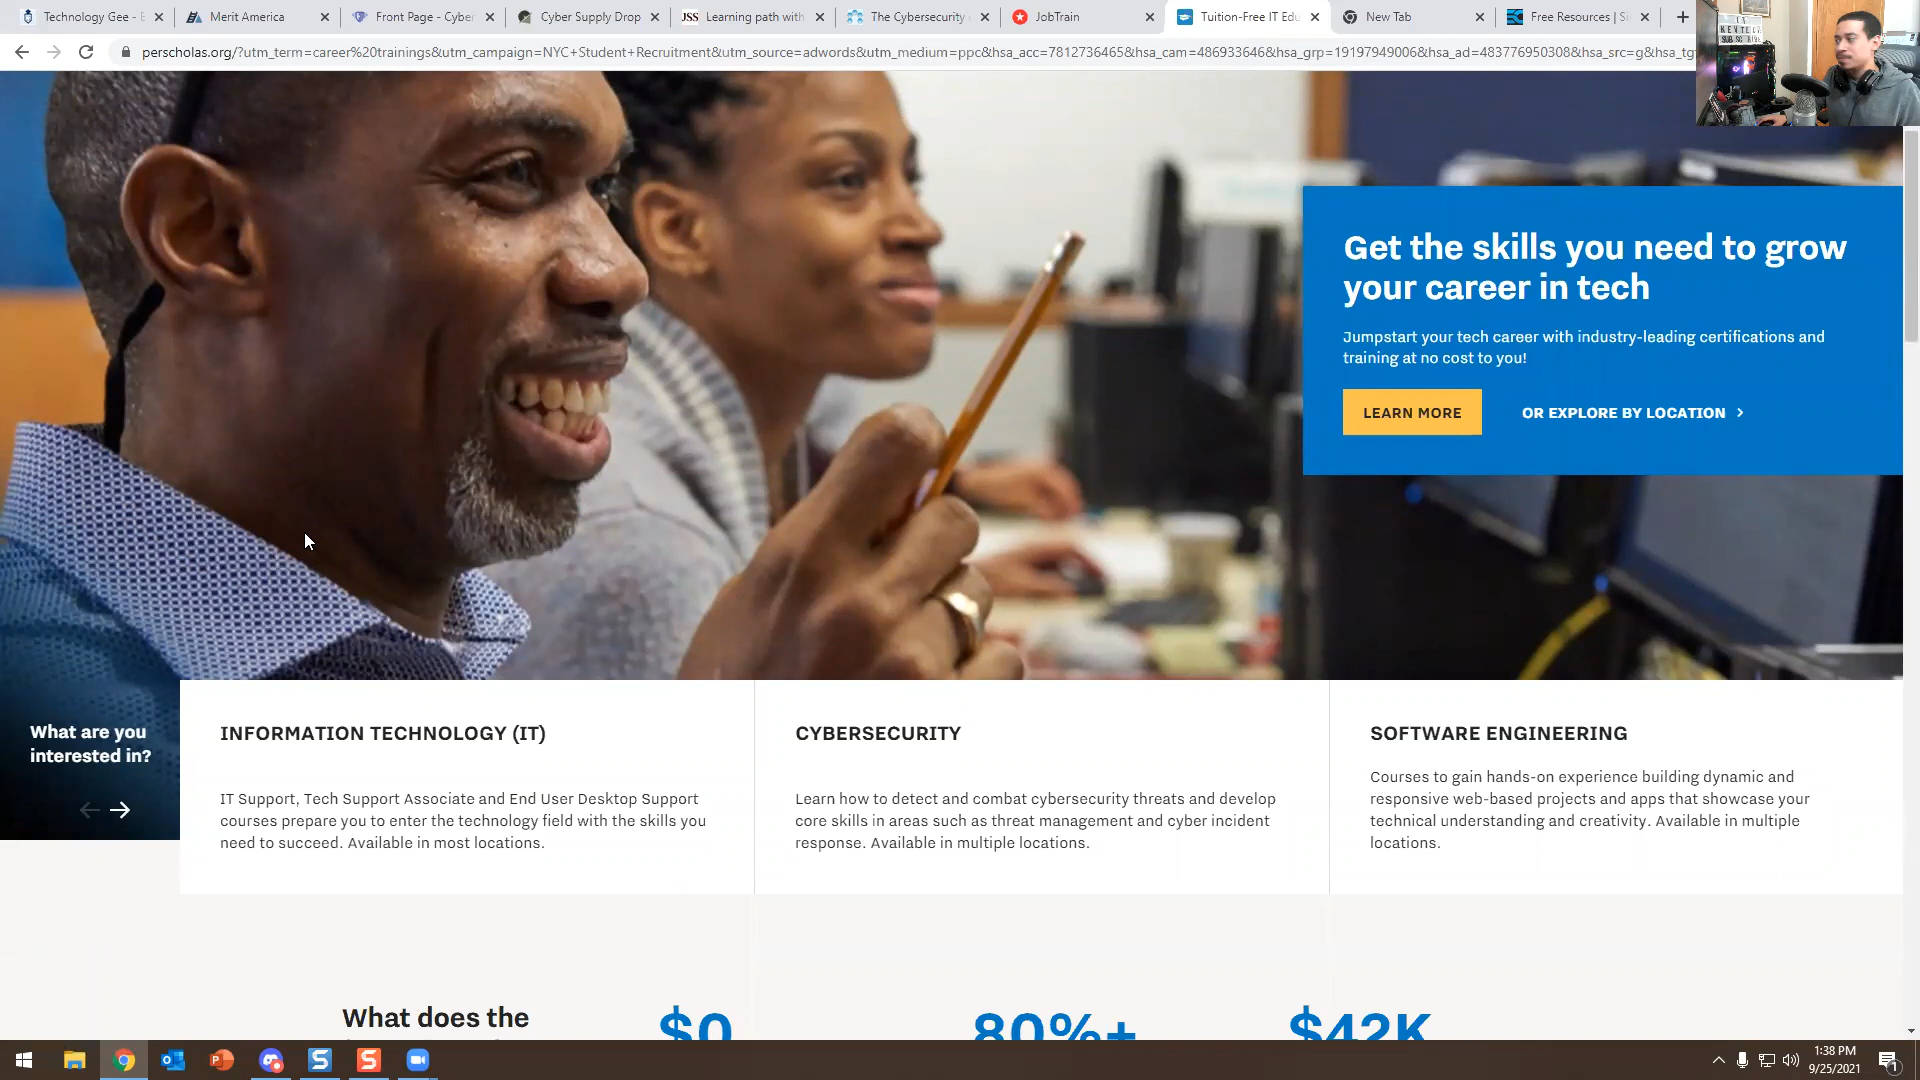 Technology Gee - E
Merit America
Front Page - Cyber
Cyber Supply Drop
JSS
Learning path with
The Cybersecurity
JobTrain
Tuition-Free IT Edu
New Tab
Free Resources | Si
perscholas.org/?utm_term=career%20trainings&utm_campaign=NYC+Student+Recruitment&utm_source=adwords&utm_medium=ppc&hsa_acc=7812736465&hsa_cam=486933646&hsa_grp=19197949006&hsa_ad=483776950308&hsa_src=g&hsa_tg
Get the skills you need to grow
your career in tech
Jumpstart your tech career with industry-leading certifications and
training at no cost to you!
LEARN MORE
OR EXPLORE BY LOCATION
What are you
interested in?
INFORMATION TECHNOLOGY (IT)
IT Support, Tech Support Associate and End User Desktop Support
courses prepare you to enter the technology field with the skills you
need to succeed. Available in most locations.
CYBERSECURITY
Learn how to detect and combat cybersecurity threats and develop
core skills in areas such as threat management and cyber incident
response. Available in multiple locations.
SOFTWARE ENGINEERING
Courses to gain hands-on experience building dynamic and
responsive web-based projects and apps that showcase your
technical understanding and creativity. Available in multiple
locations.
What does the
$0
80%+
$42K
1:38 PM
9/25/2021